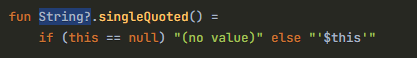 fun String?.singleQuoted() =
    if (this == null) "(no value)" else "'$this'"